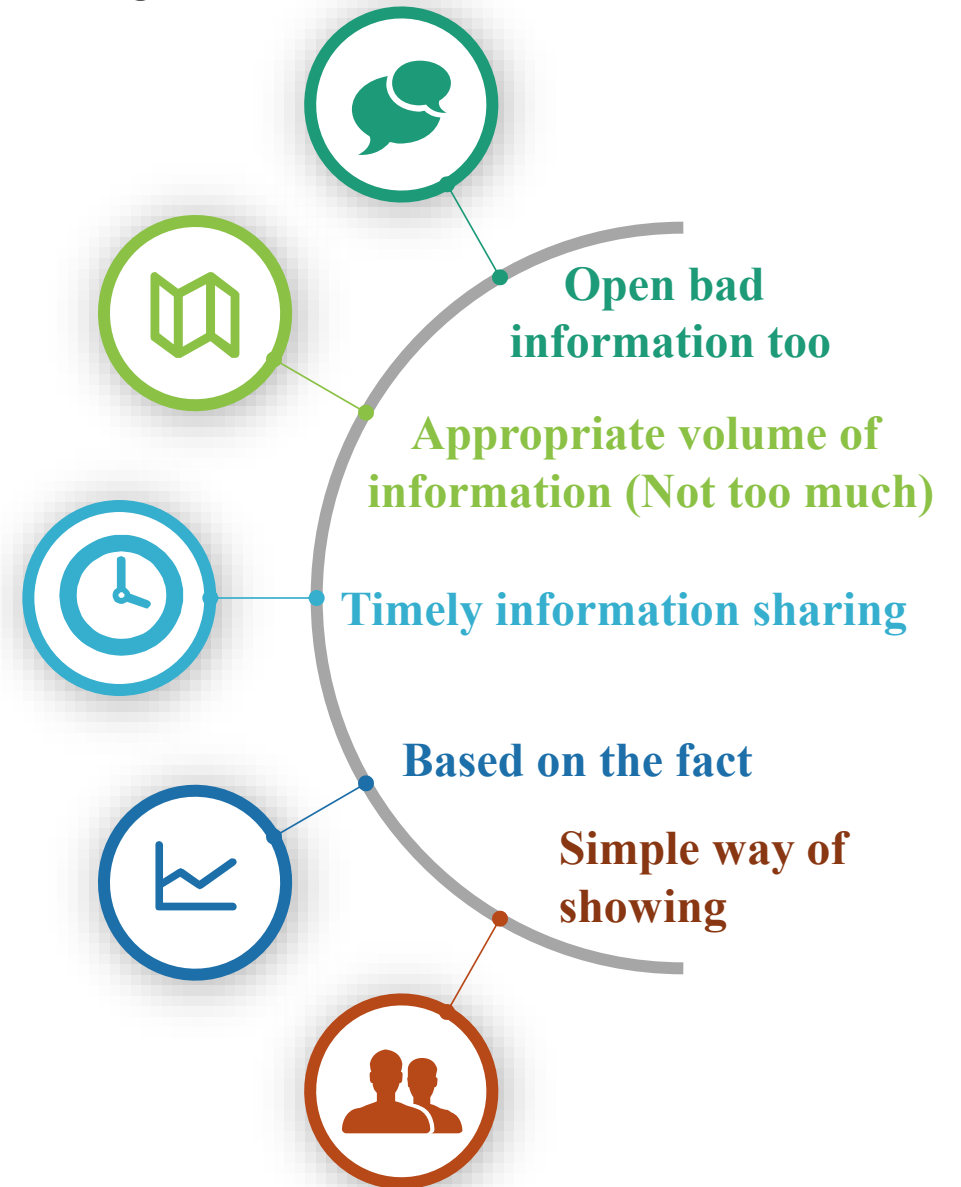 Open bad
information too
Appropriate volume of
information (Not too much)
Timely information sharing
Based on the fact
Simple way of
showing